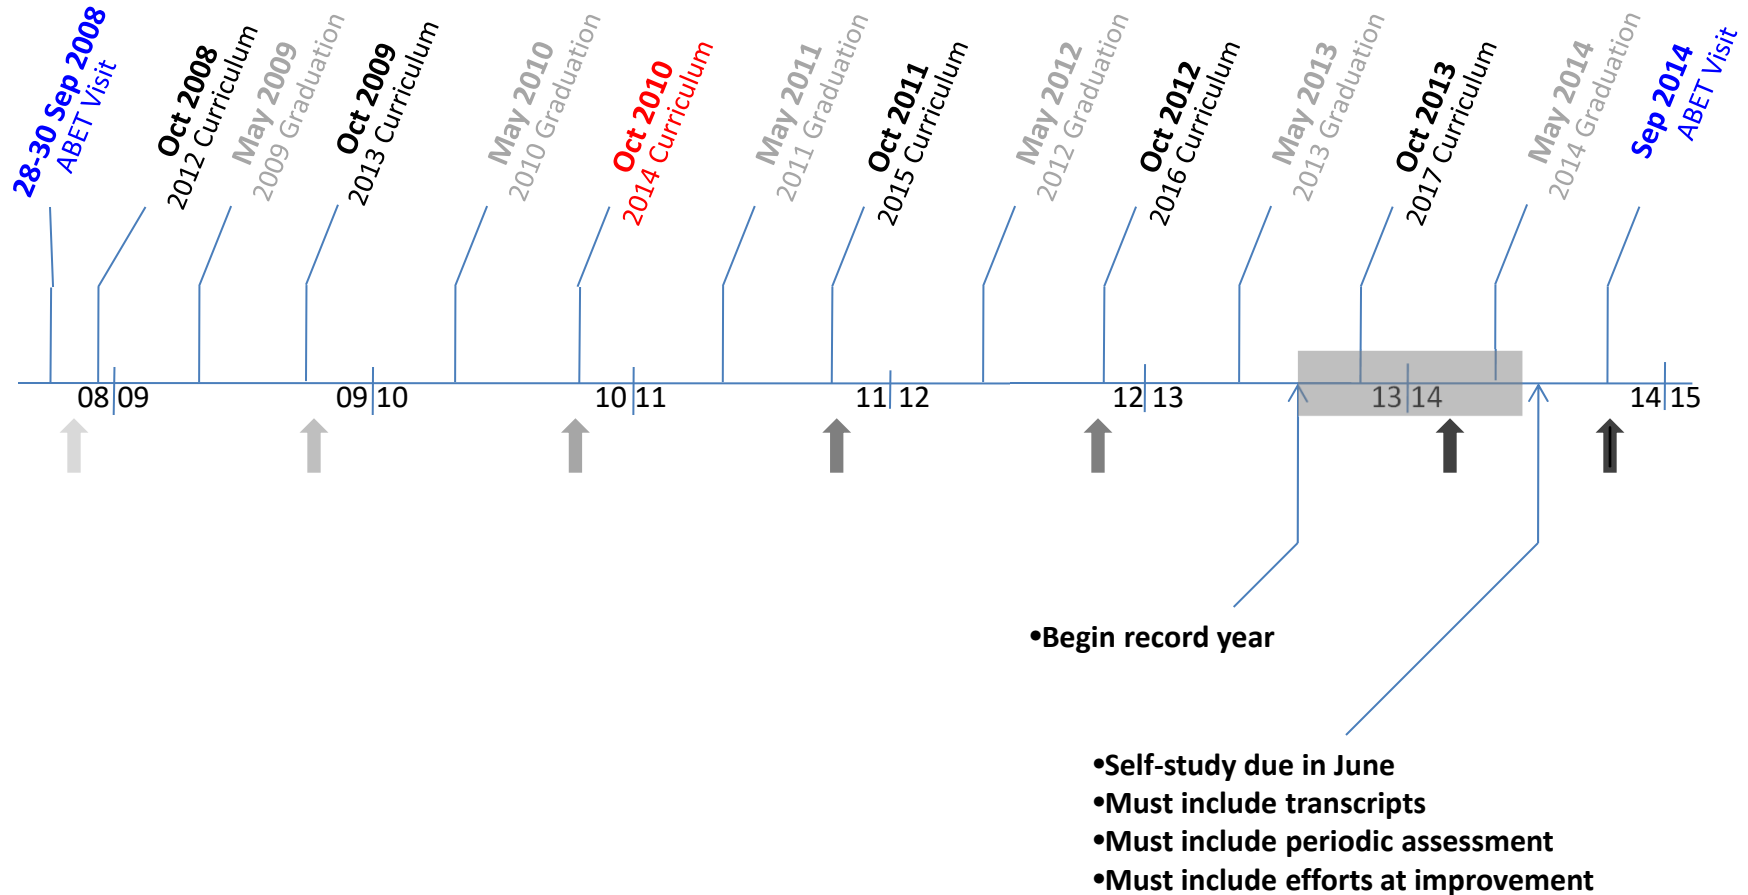 28-30 Sep 2008
ABET Visit
Oct 2008
2012 Curriculum
May 2009
2009 Graduation
Oct 2009
2013 Curriculum
May 2010
2010 Graduation
Oct 2010
2014 Curriculum
May 2011
2011 Graduation
Oct 2011
2015 Curriculum
May 2012
2012 Graduation
Oct 2012
2016 Curriculum
May 2013
2013 Graduation
Oct 2013
2017 Curriculum
May 2014
2014 Graduation
Sep 2014
ABET Visit
08 09 09 10 10 11 11 12 12 13 13 14 14 15
•Begin record year
•Self-study due in June
•Must include transcripts
•Must include periodic assessment
•Must include efforts at improvement